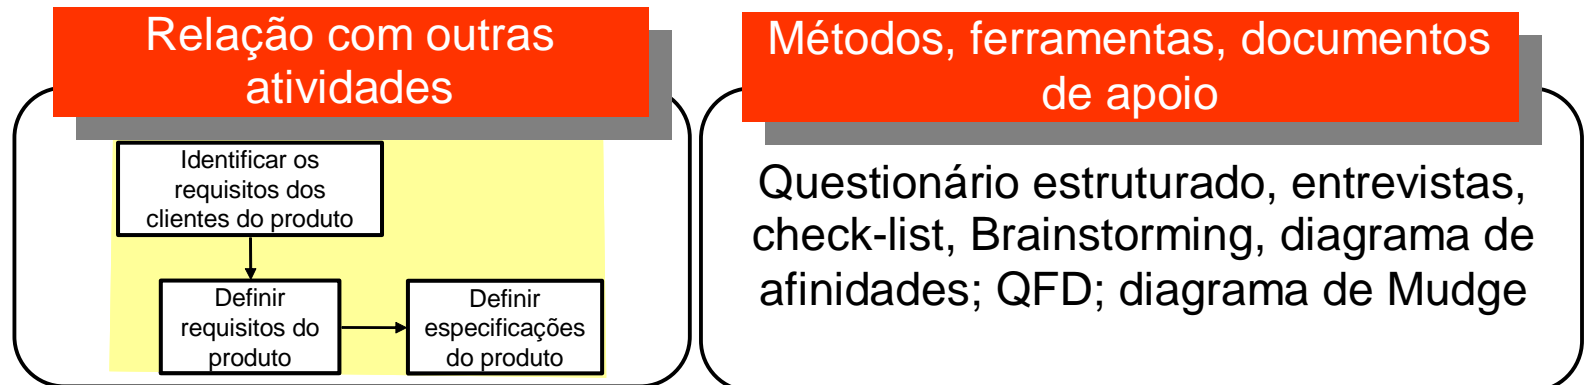 Relação com outras
atividades
Identificar os
requisitos dos
clientes do produto
Definir
requisitos do
produto
Definir
especificações
do produto
Métodos, ferramentas, documentos
de apoio
Questionário estruturado, entrevistas,
check-list, Brainstorming, diagrama de
afinidades; QFD; diagrama de Mudge